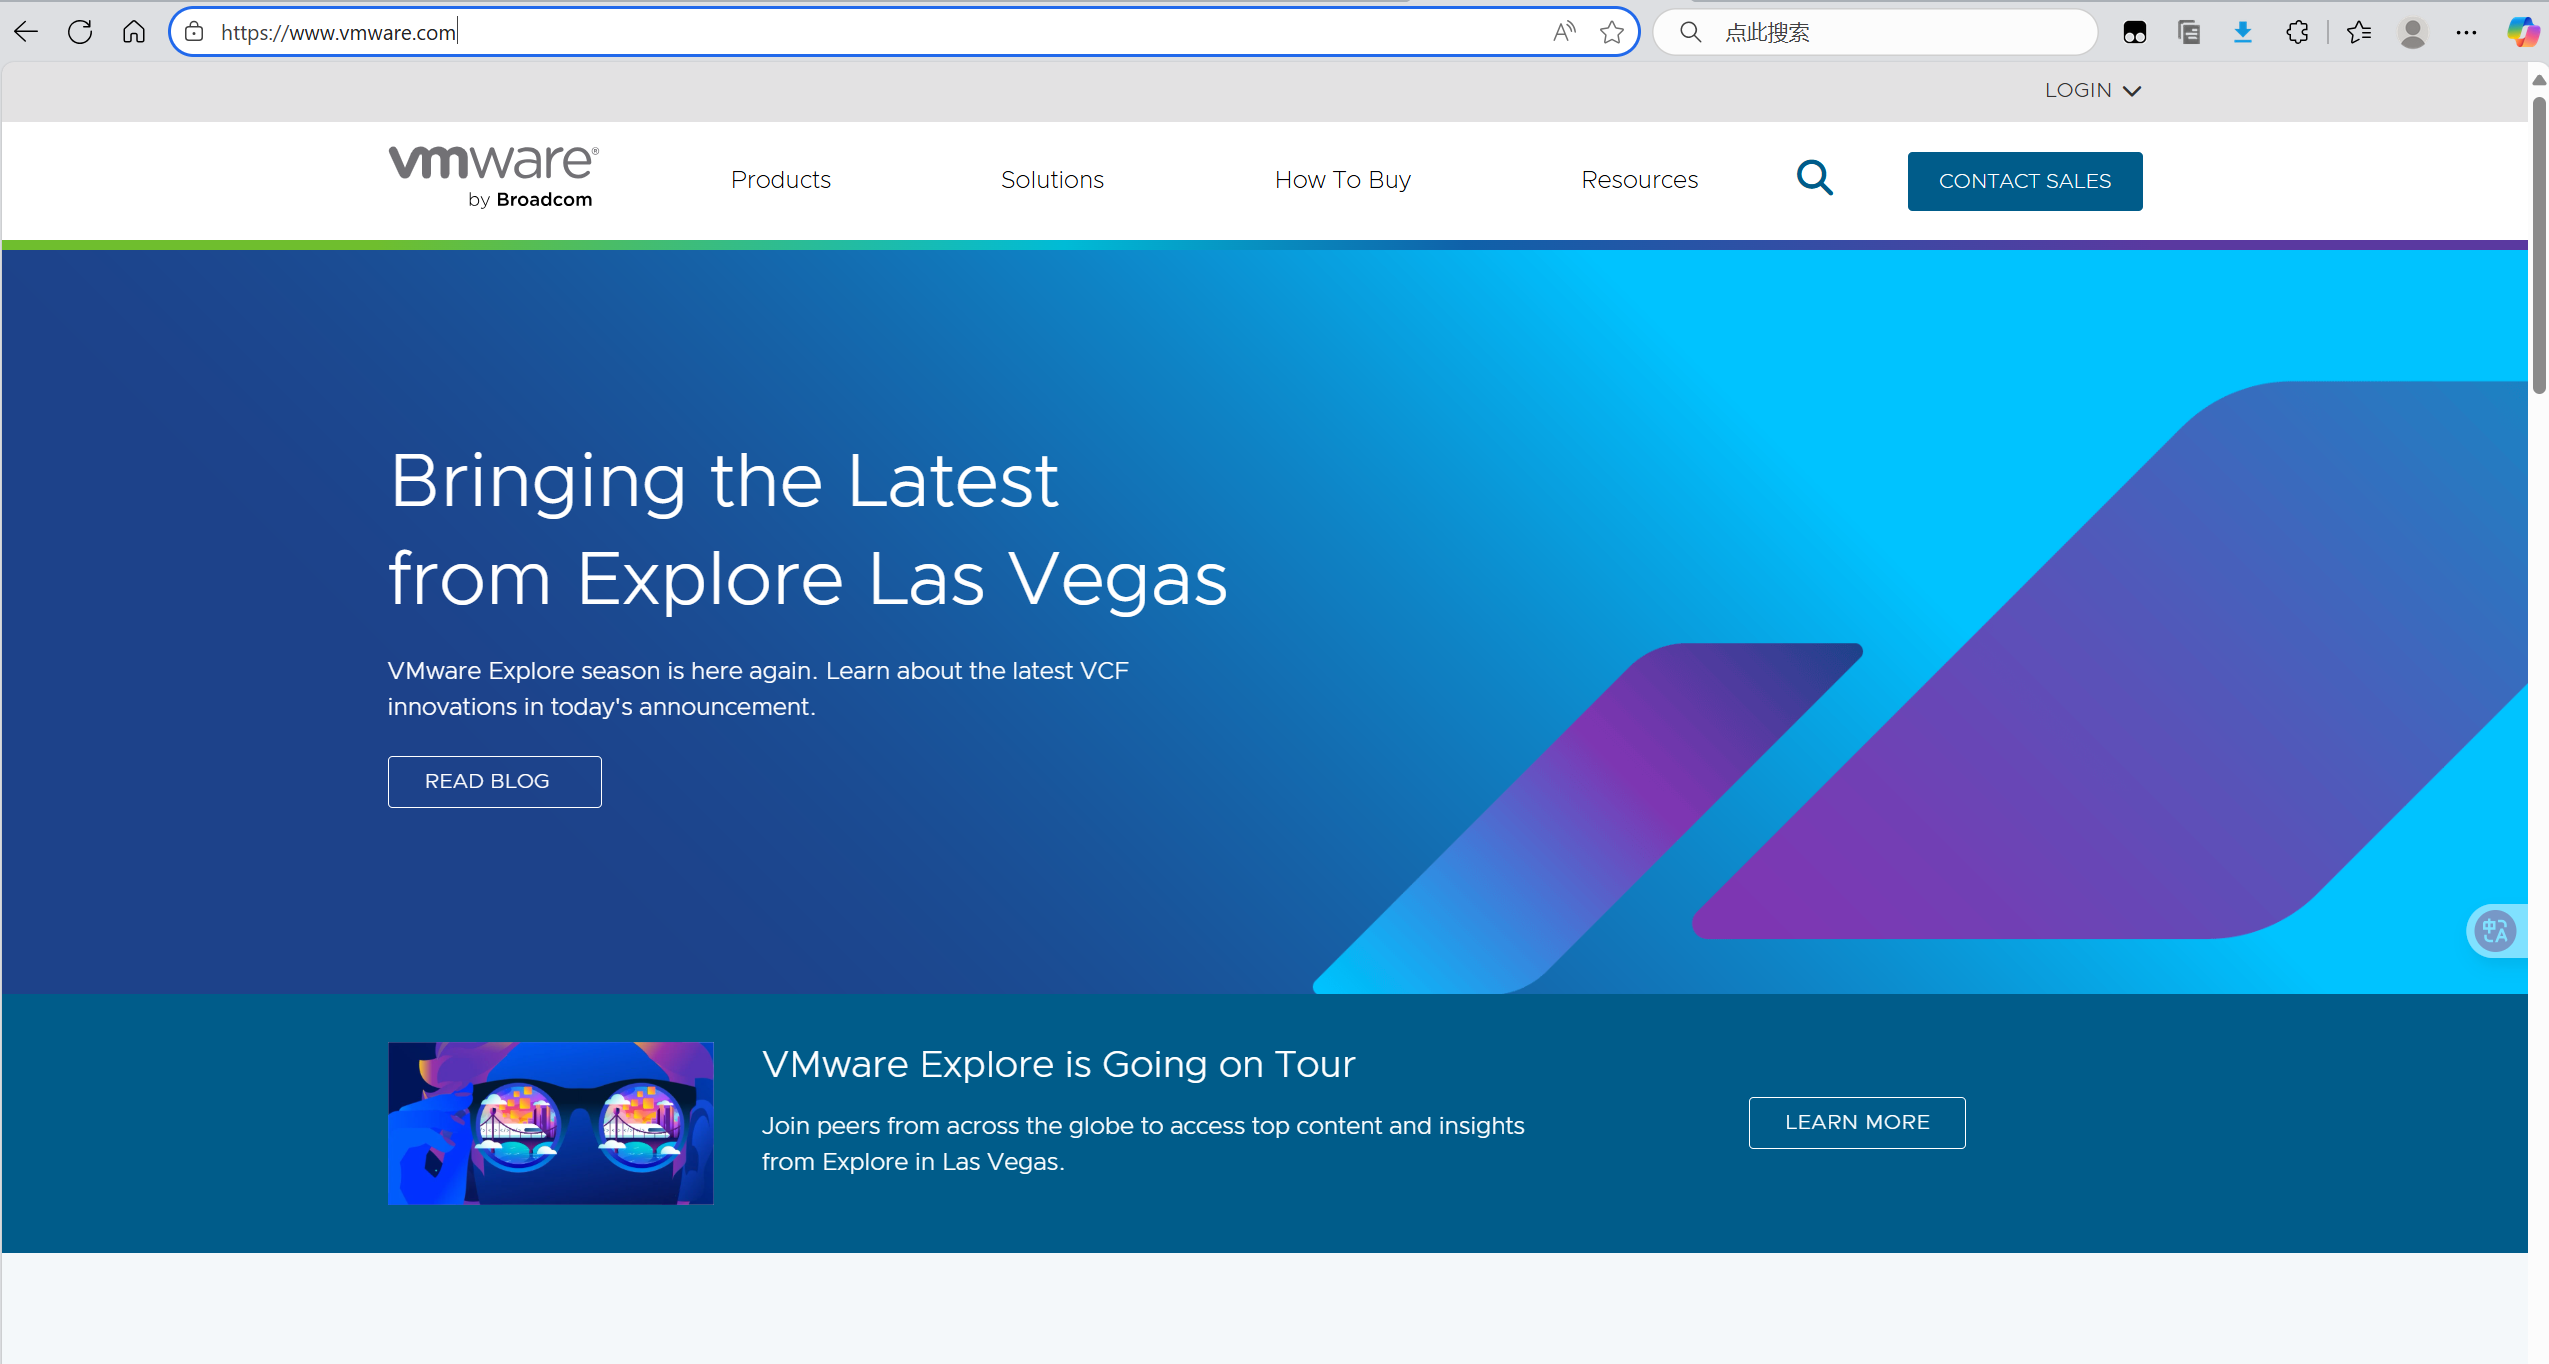 https://www.vmware.com
点此搜索
LOGIN
vmware®
by Broadcom
Products
Solutions
How To Buy
Resources
CONTACT SALES
Bringing the Latest
from Explore Las Vegas
VMware Explore season is here again. Learn about the latest VCF
innovations in today's announcement.
READ BLOG
VMware Explore is Going on Tour
Join peers from across the globe to access top content and insights
from Explore in Las Vegas.
LEARN MORE